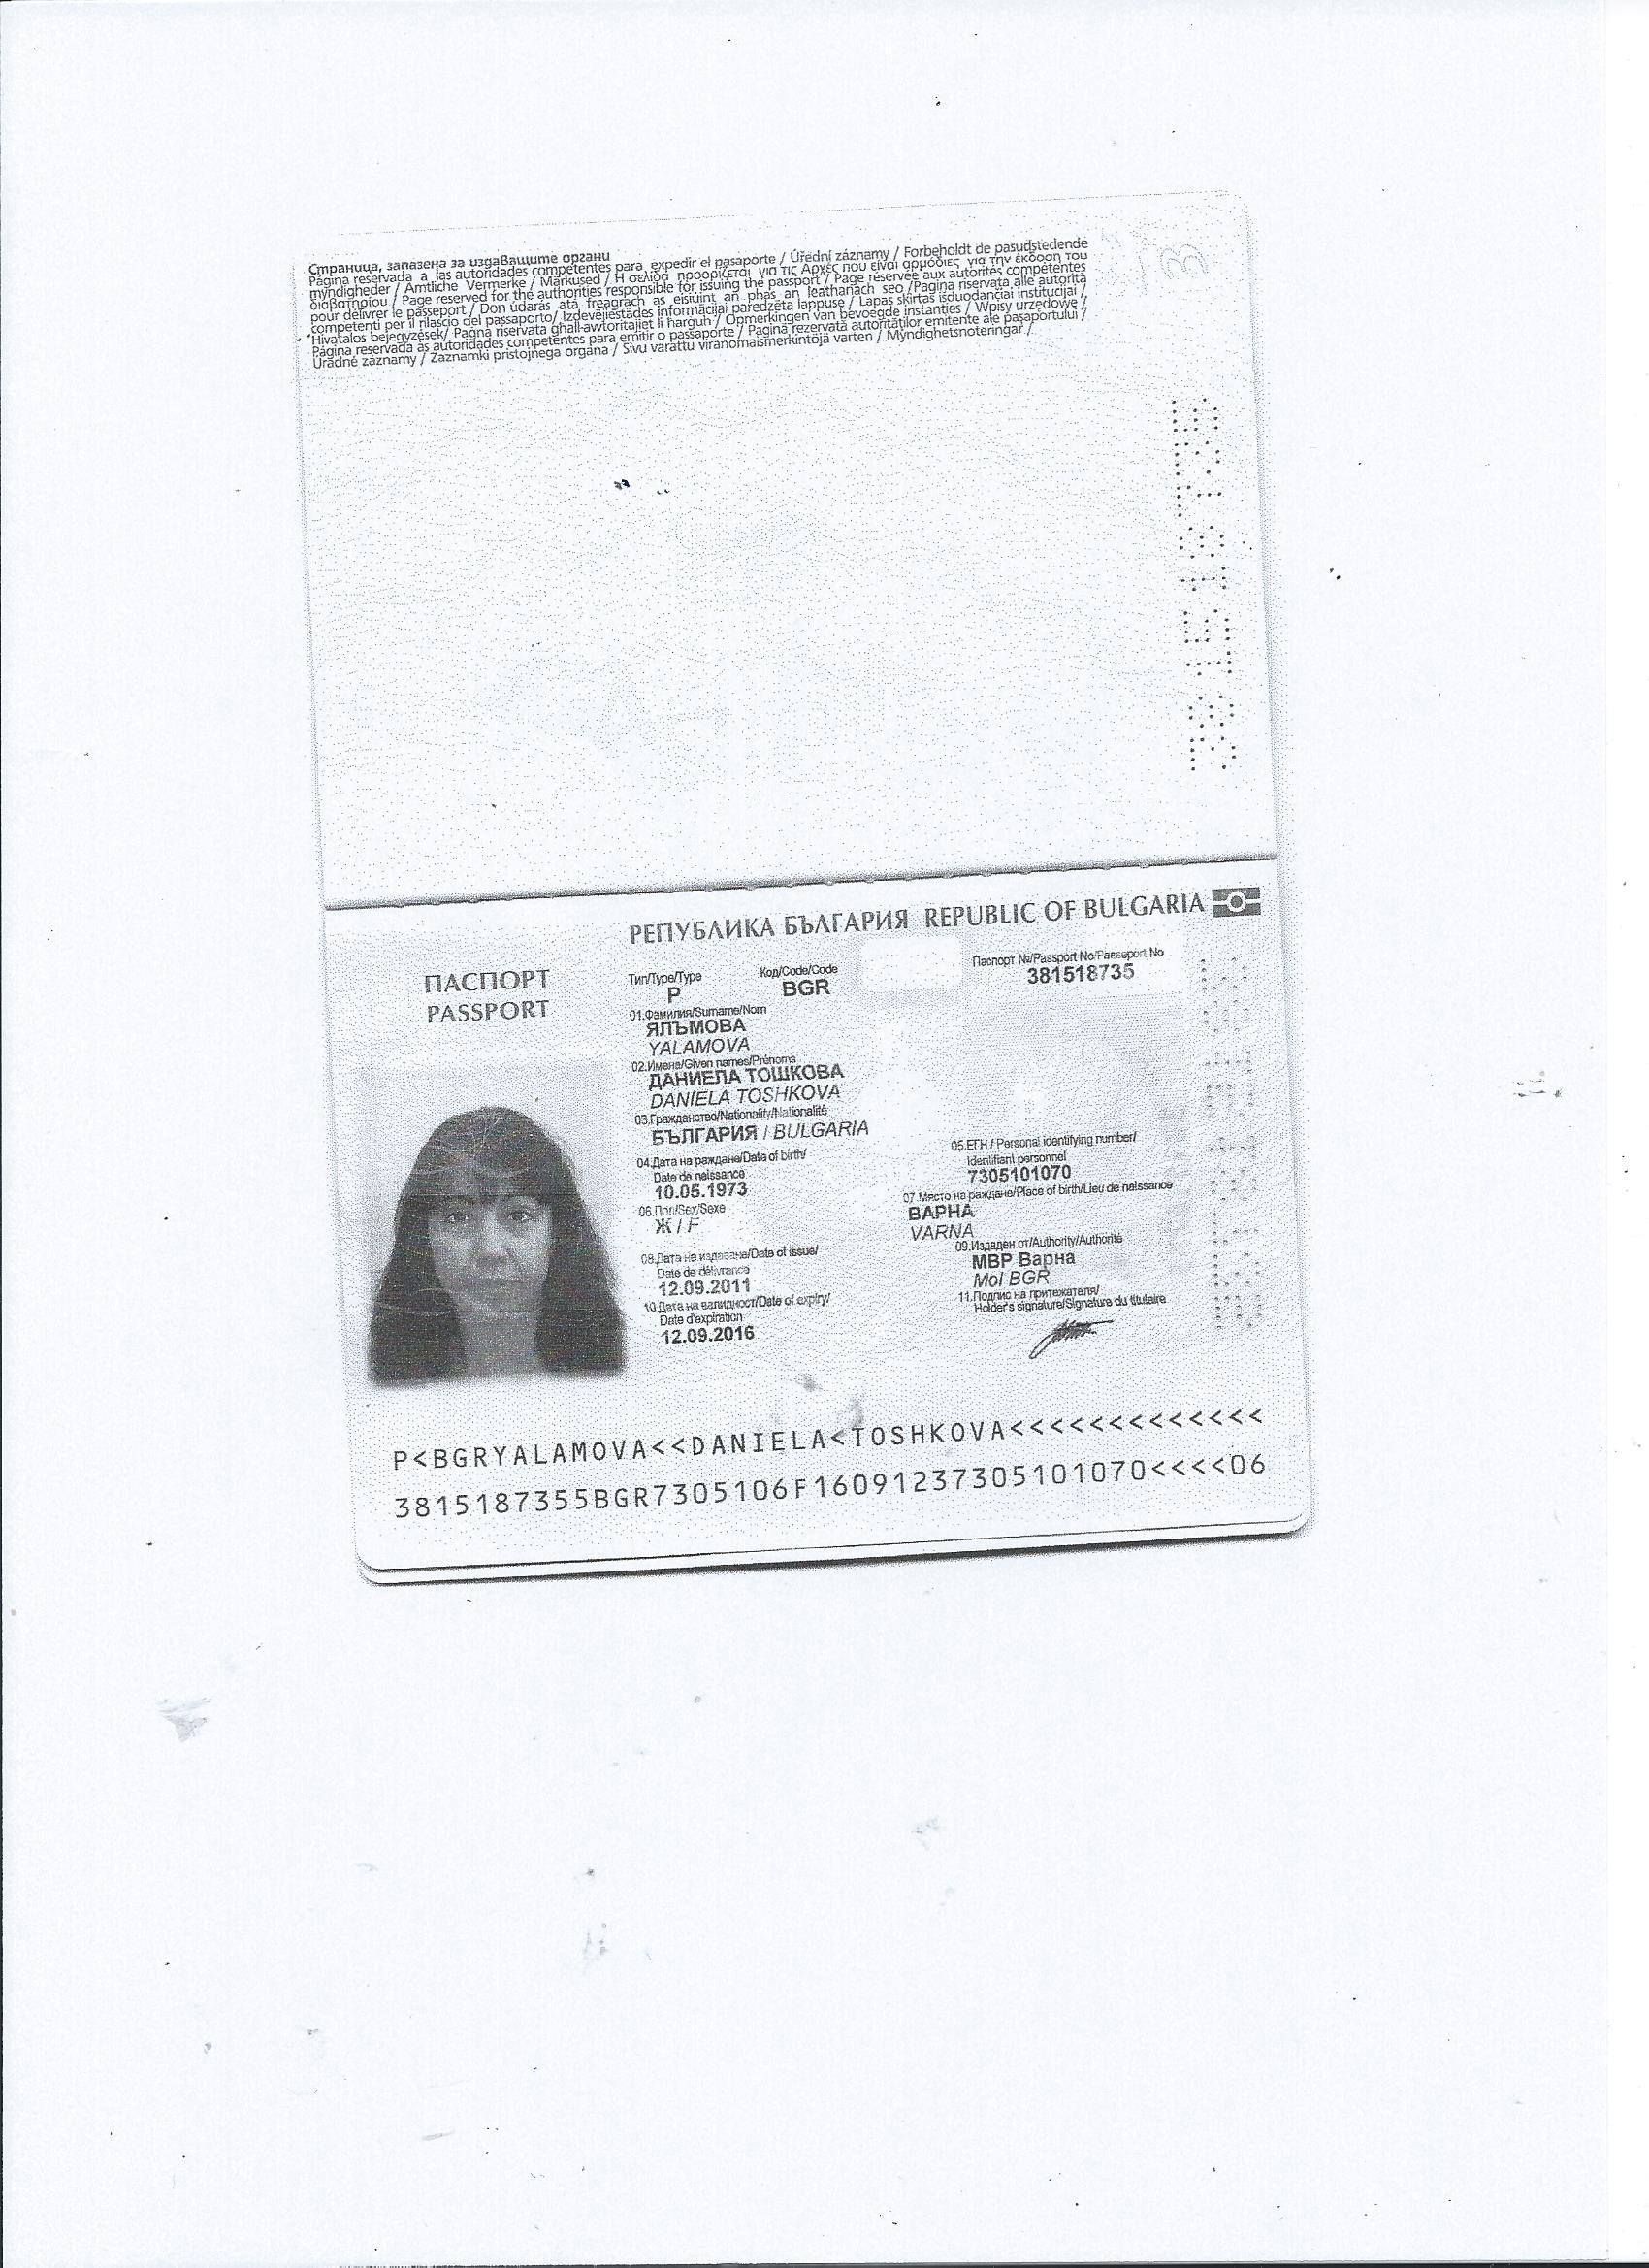 Страница, запазена за издаващите органи
Página reservada a las autoridades competentes para expedir el pasaporte / Úřední záznamy / Forbeholdt de pasudstedende
myndigheder / Amtliche Vermerke / Märkused / Η σελίδα προορίζεται για τις Αρχές που είναι αρμόδιες για την έκδοση του
διαβατηρίου / Page reserved for the authorities responsible for issuing the passport / Page réservée aux autorités compétentes
pour délivrer le passeport / Don údarás atá freagrach as eisiúint an phas an leathanach seo /Pagina riservata alle autorità
competenti per il rilascio del passaporto/ Izdevējiestādes informācijai paredzēta lappuse / Lapas skirtas išduodančiai institucijai /
Hivatalos bejegyzések/ Paġna riservata għall-awtoritajiet li ħarġuh / Opmerkingen van bevoegde instanties / Wpisy urzędowe /
Página reservada às autoridades competentes para emitir o passaporte / Pagină rezervată autorităților emitente ale pașaportului /
Úradné záznamy / Zaznamki pristojnega organa / Sivu varattu viranomaismerkintöjä varten / Myndighetsnoteringar /
381518735
РЕПУБЛИКА БЪЛГАРИЯ REPUBLIC OF BULGARIA
ПАСПОРТ
PASSPORT
Тип/Type/Type
P
Код/Code/Code
BGR
Паспорт №/Passport No/Passeport No
381518735
01.Фамилия/Surname/Nom
ЯЛЪМОВА
YALAMOVA
02.Имена/Given names/Prénoms
ДАНИЕЛА ТОШКОВА
DANIELA TOSHKOVA
03.Гражданство/Nationality/Nationalité
БЪЛГАРИЯ / BULGARIA
04.Дата на раждане/Date of birth/
Date de naissance
10.05.1973
05.ЕГН / Personal identifying number/
Identifiant personnel
7305101070
06.Пол/Sex/Sexe
Ж / F
07.Място на раждане/Place of birth/Lieu de naissance
ВАРНА
VARNA
08.Дата на издаване/Date of issue/
Date de délivrance
12.09.2011
09.Издаден от/Authority/Authorité
МВР Варна
MoI BGR
10.Дата на валидност/Date of expiry/
Date d'expiration
12.09.2016
11.Подпис на притежателя/
Holder's signature/Signature du titulaire
P<BGRYALAMOVA<<DANIELA<TOSHKOVA<<<<<<<<<<<<<
3815187355BGR7305106F16091237305101070<<<<06